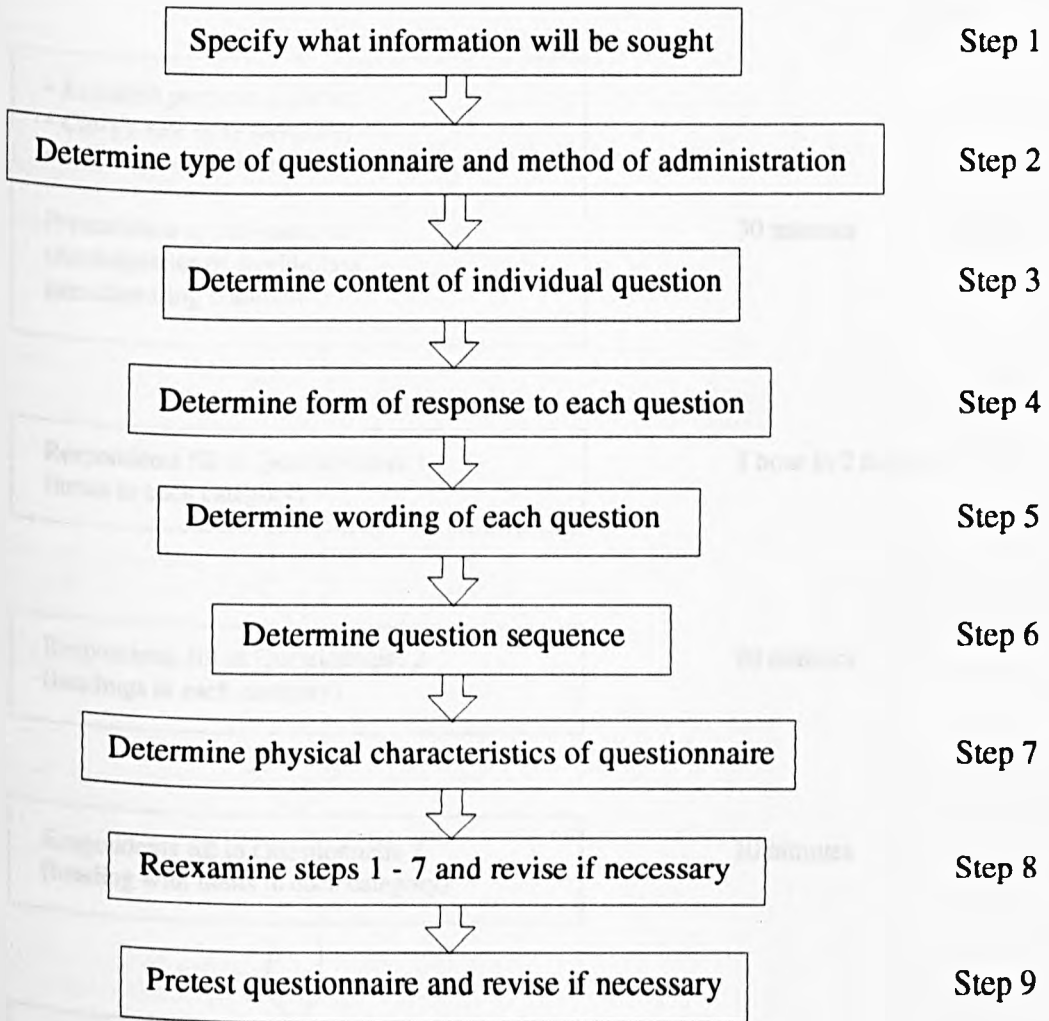 Specify what information will be sought Step 1
Determine type of questionnaire and method of administration Step 2
30 minutes
Determine content of individual question Step 3
Determine form of response to each question Step 4
Determine wording of each question Step 5
Determine question sequence Step 6
Determine physical characteristics of questionnaire Step 7
Reexamine steps 1 - 7 and revise if necessary Step 8
Pretest questionnaire and revise if necessary Step 9